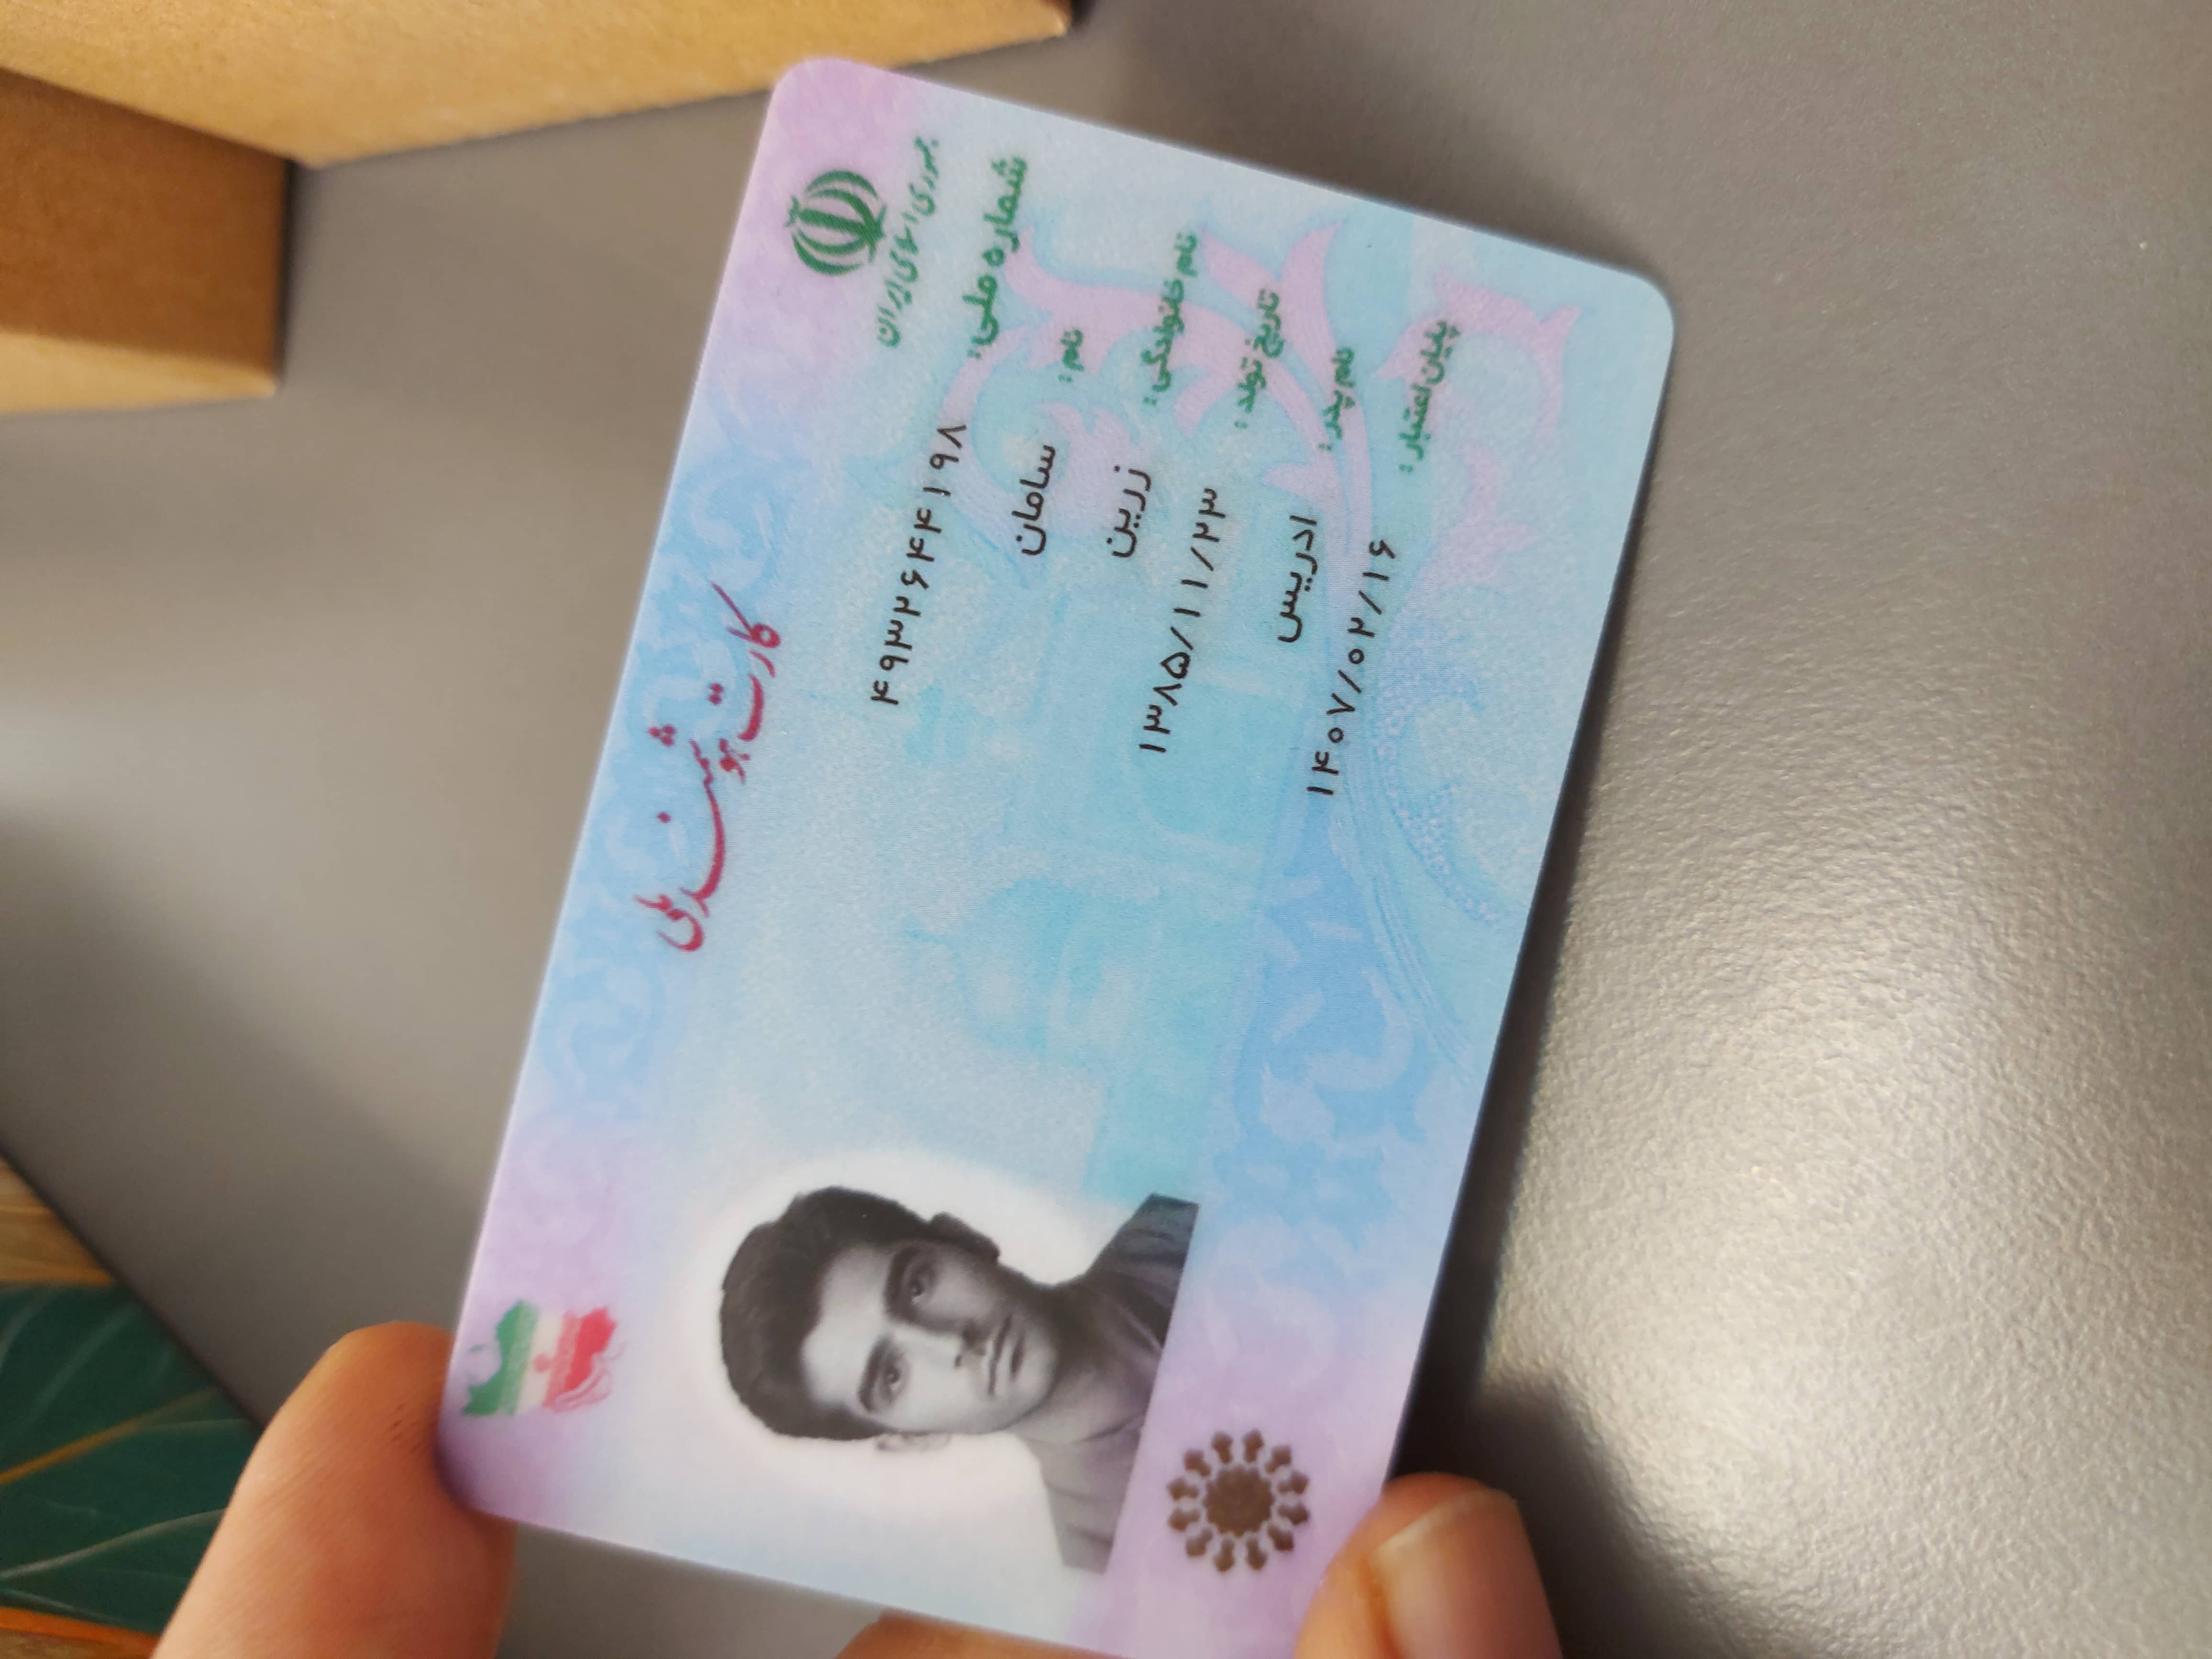 جمهوری اسلامی ایران
کارت هوشمند ملی
شماره ملی: ۴۹۳۲۶۴۴۱۹۸
نام: سامان
نام خانوادگی: زرین
تاریخ تولد: ۱۳۸۵/۱۱/۲۳
نام پدر: ادریس
پایان اعتبار: ۱۴۰۷/۰۲/۱۶